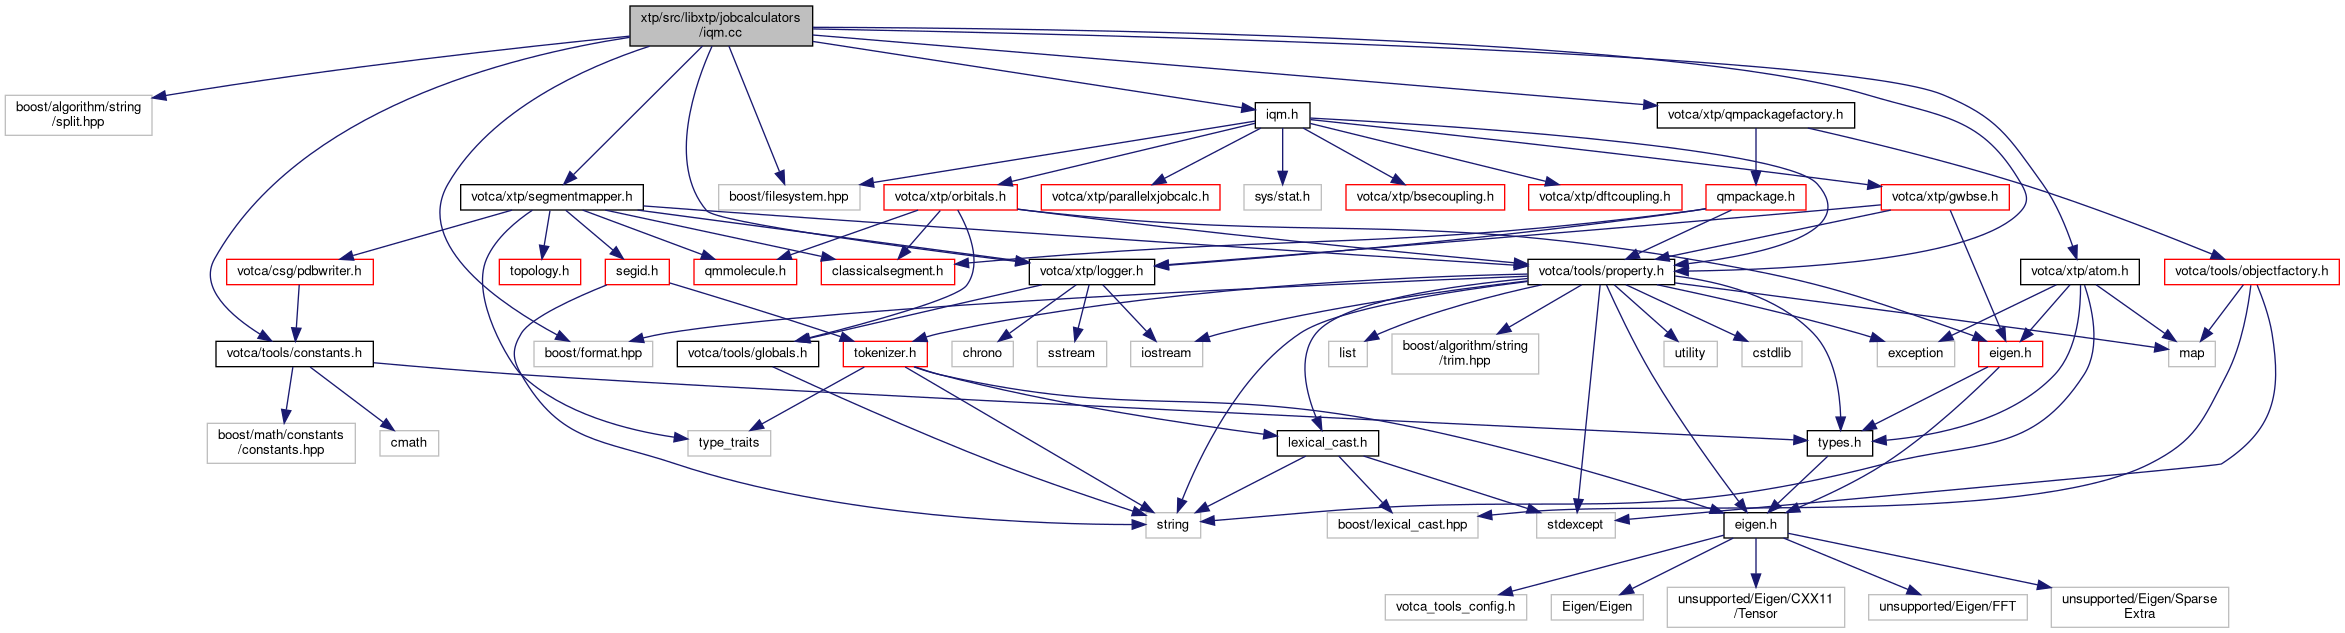 xtp/src/libxtp/jobcalculators
/iqm.cc
boost/algorithm/string
/split.hpp
iqm.h
votca/xtp/qmpackagefactory.h
votca/xtp/segmentmapper.h
boost/filesystem.hpp
votca/xtp/orbitals.h
votca/xtp/parallelxjobcalc.h
sys/stat.h
votca/xtp/bsecoupling.h
votca/xtp/dftcoupling.h
qmpackage.h
votca/xtp/gwbse.h
votca/csg/pdbwriter.h
topology.h
segid.h
qmmolecule.h
classicalsegment.h
votca/xtp/logger.h
votca/tools/property.h
votca/xtp/atom.h
votca/tools/objectfactory.h
votca/tools/constants.h
boost/format.hpp
votca/tools/globals.h
tokenizer.h
chrono
sstream
iostream
list
boost/algorithm/string
/trim.hpp
utility
cstdlib
exception
eigen.h
map
boost/math/constants
/constants.hpp
cmath
type_traits
lexical_cast.h
types.h
string
boost/lexical_cast.hpp
stdexcept
eigen.h
votca_tools_config.h
Eigen/Eigen
unsupported/Eigen/CXX11
/Tensor
unsupported/Eigen/FFT
unsupported/Eigen/Sparse
Extra